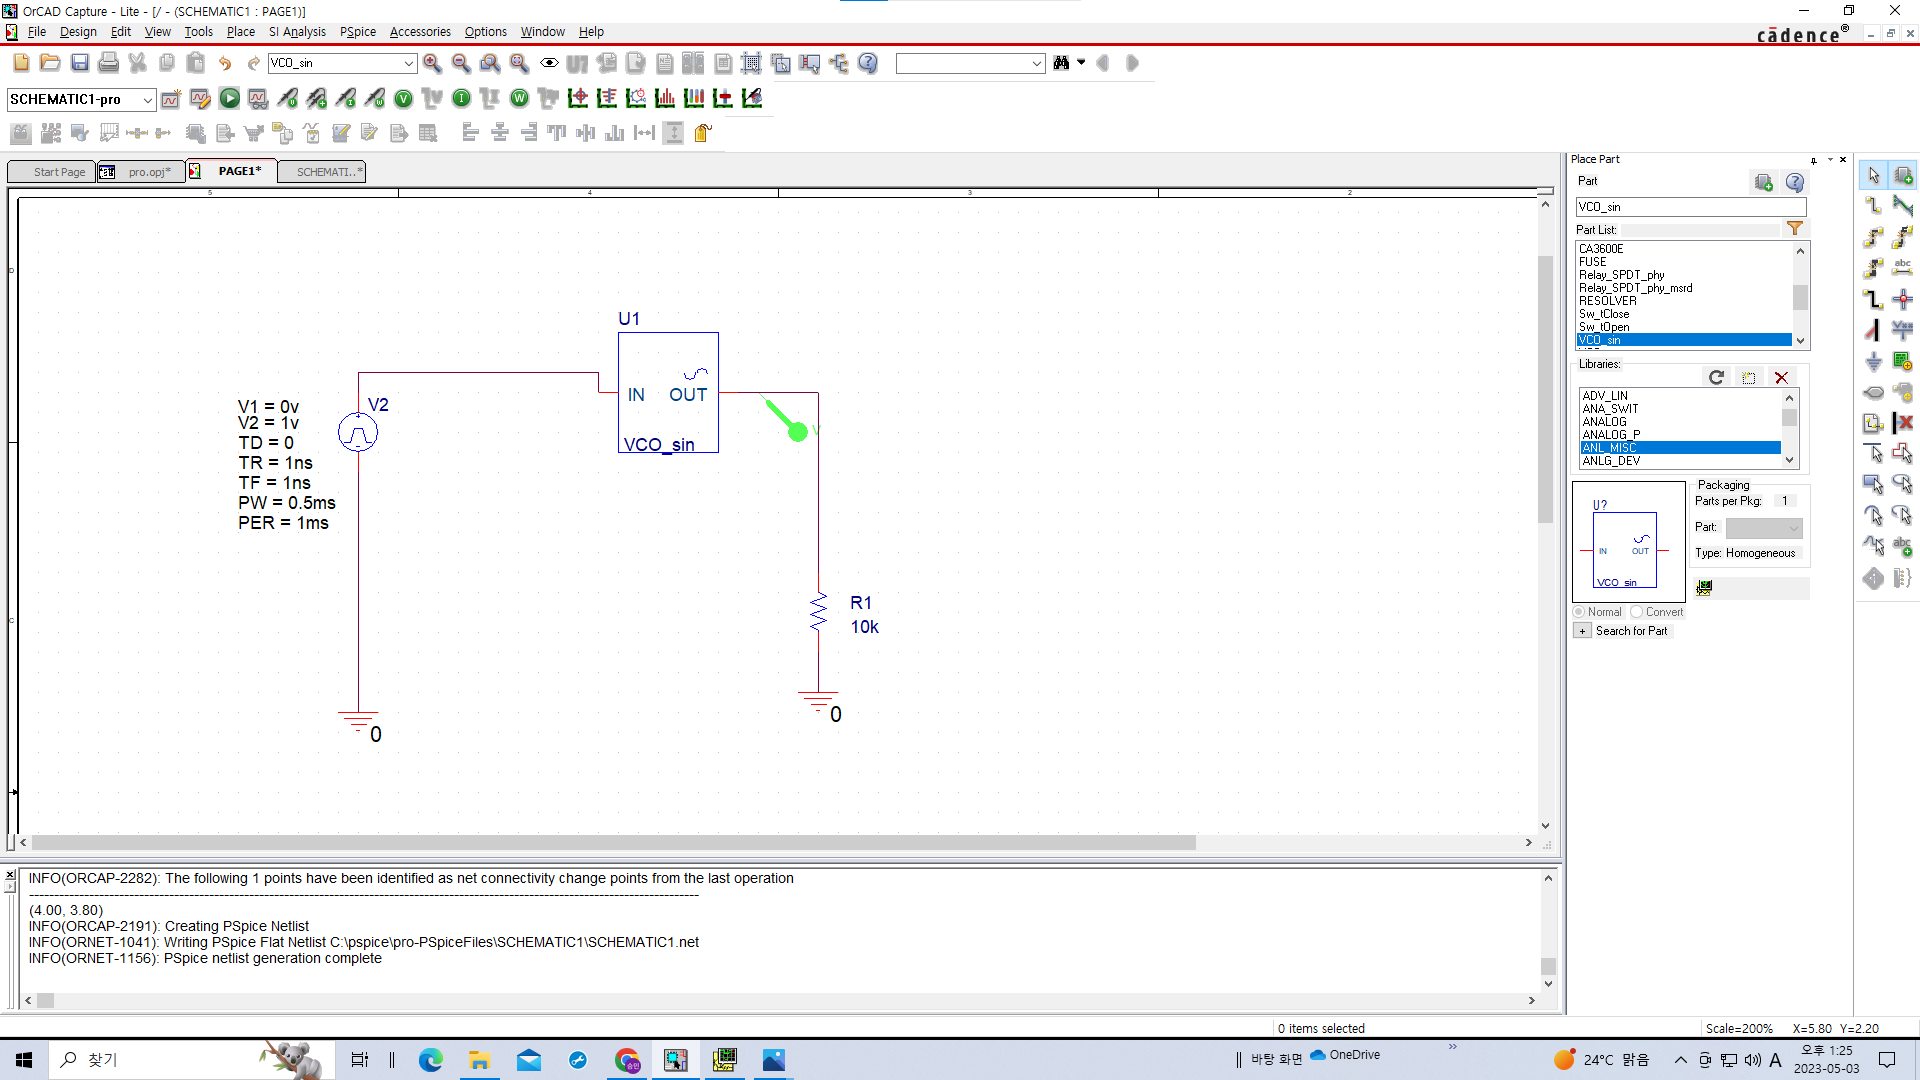 OrCAD Capture - Lite - [/ - (SCHEMATIC1 : PAGE1)]
File Design Edit View Tools Place SI Analysis PSpice Accessories Options Window Help
cādence®
VCO_sin
SCHEMATIC1-pro
Start Page
pro.opj*
PAGE1*
SCHEMATI..*
5 4 3 2
D
C
U1
IN OUT
VCO_sin
V2
V1 = 0v
V2 = 1v
TD = 0
TR = 1ns
TF = 1ns
PW = 0.5ms
PER = 1ms
V
R1
10k
0
0
Place Part
Part
VCO_sin
Part List:
CA3600E
FUSE
Relay_SPDT_phy
Relay_SPDT_phy_msrd
RESOLVER
Sw_tClose
Sw_tOpen
VCO_sin
Libraries:
ADV_LIN
ANA_SWIT
ANALOG
ANALOG_P
ANL_MISC
ANLG_DEV
U?
IN OUT
VCO_sin
Packaging
Parts per Pkg: 1
Part:
Type: Homogeneous
Normal Convert
+ Search for Part
INFO(ORCAP-2282): The following 1 points have been identified as net connectivity change points from the last operation
(4.00, 3.80)
INFO(ORCAP-2191): Creating PSpice Netlist
INFO(ORNET-1041): Writing PSpice Flat Netlist C:\pspice\pro-PSpiceFiles\SCHEMATIC1\SCHEMATIC1.net
INFO(ORNET-1156): PSpice netlist generation complete
0 items selected
Scale=200% X=5.80 Y=2.20
찾기
바탕 화면
OneDrive
24°C 맑음
A
오후 1:25
2023-05-03